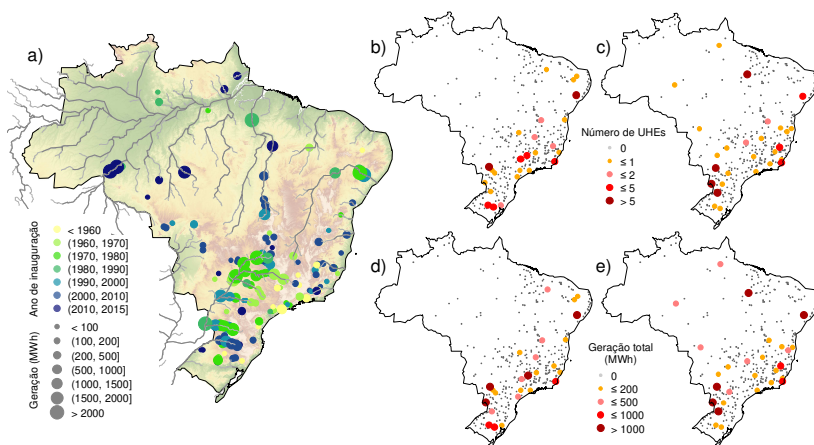 a)
Ano de inauguração
< 1960
(1960, 1970]
(1970, 1980]
(1980, 1990]
(1990, 2000]
(2000, 2010]
(2010, 2015]
Geração (MWh)
< 100
(100, 200]
(200, 500]
(500, 1000]
(1000, 1500]
(1500, 2000]
> 2000
b)
c)
Número de UHEs
0
≤ 1
≤ 2
≤ 5
> 5
d)
e)
Geração total
(MWh)
0
≤ 200
≤ 500
≤ 1000
> 1000